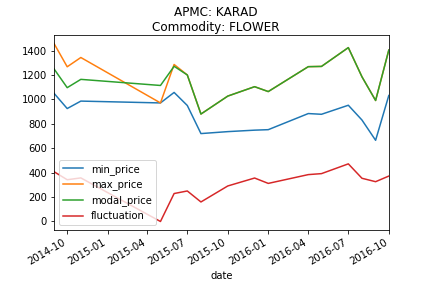 APMC: KARAD
Commodity: FLOWER
1400
1200
1000
800
600
400
200
0
min_price
max_price
modal_price
fluctuation
2014-10
2015-01
2015-04
2015-07
2015-10
2016-01
2016-04
2016-07
2016-10
date